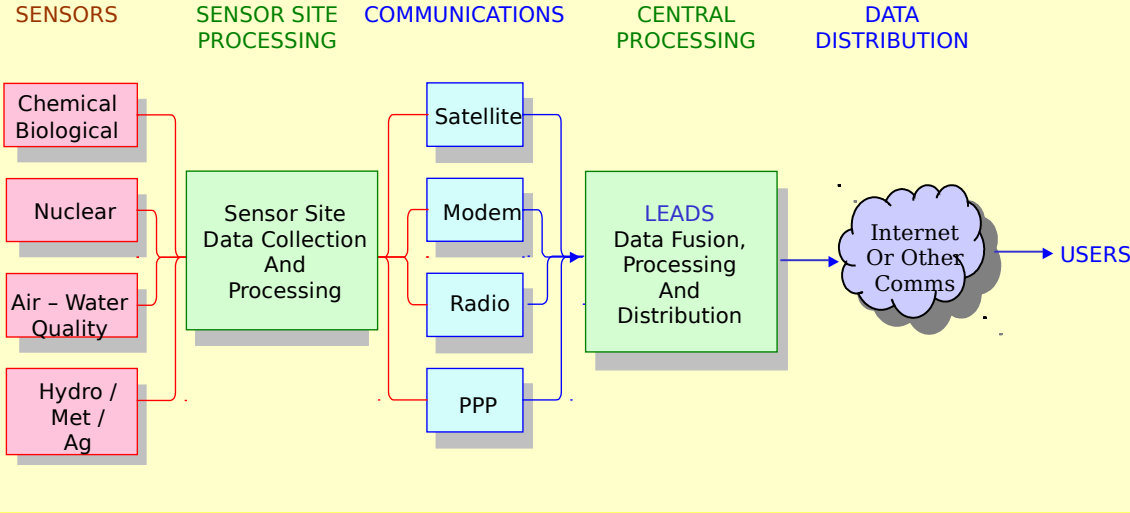 SENSORS
SENSOR SITE
PROCESSING
COMMUNICATIONS
CENTRAL
PROCESSING
DATA
DISTRIBUTION
Chemical
Biological
Nuclear
Air – Water
Quality
Hydro /
Met /
Ag
Sensor Site
Data Collection
And
Processing
Satellite
Modem
Radio
PPP
LEADS
Data Fusion,
Processing
And
Distribution
Internet
Or Other
Comms
USERS